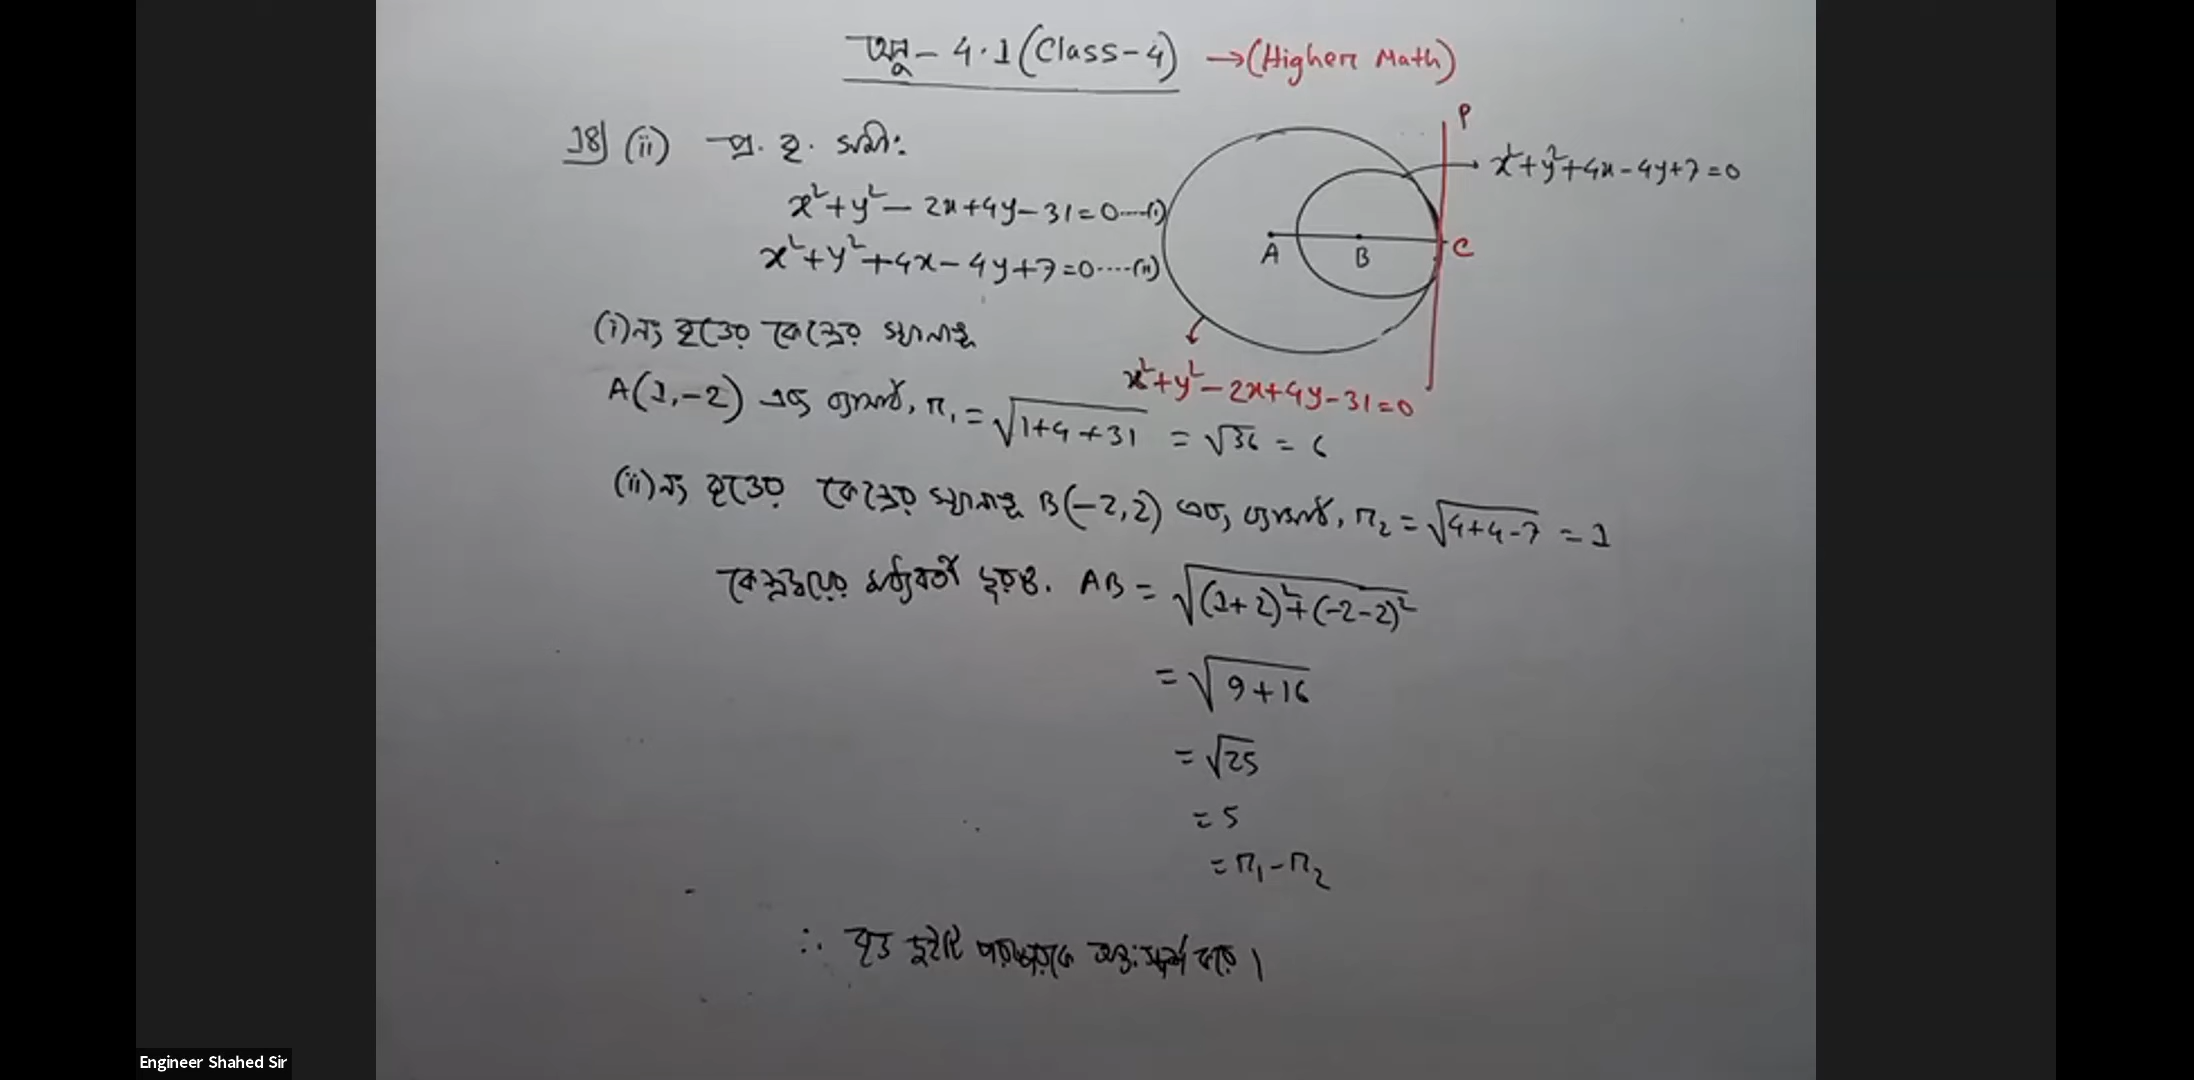 অনু - 4.1 (Class-4) → (Higher Math)
18| (ii) প্র. বৃ. সমী:
P
x²+y²+4x-4y+7=0
x²+y²-2x+4y-31=0....(i)
x²+y²+4x-4y+7=0....(ii)
A B C
(i) নং বৃত্তের কেন্দ্রের স্থানাঙ্ক
x²+y²-2x+4y-31=0
A(1,-2) এবং ব্যাসার্ধ, r₁ = √(1+4+31) = √36 = 6
(ii) নং বৃত্তের কেন্দ্রের স্থানাঙ্ক B(-2,2) এবং ব্যাসার্ধ, r₂ = √(4+4-7) = 1
কেন্দ্রদ্বয়ের মধ্যবর্তী দূরত্ব, AB = √((1+2)²+(-2-2)²)
= √(9+16)
= √25
= 5
= r₁-r₂
∴ বৃত্ত দুইটি পরস্পরকে অন্ত:স্পর্শ করে।
Engineer Shahed Sir